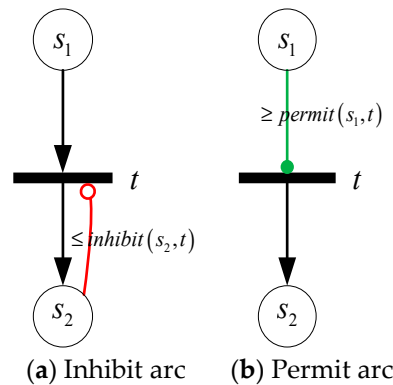 s₁
s₁
≥ permit(s₁,t)
t
t
≤ inhibit(s₂,t)
s₂
s₂
(a) Inhibit arc
(b) Permit arc